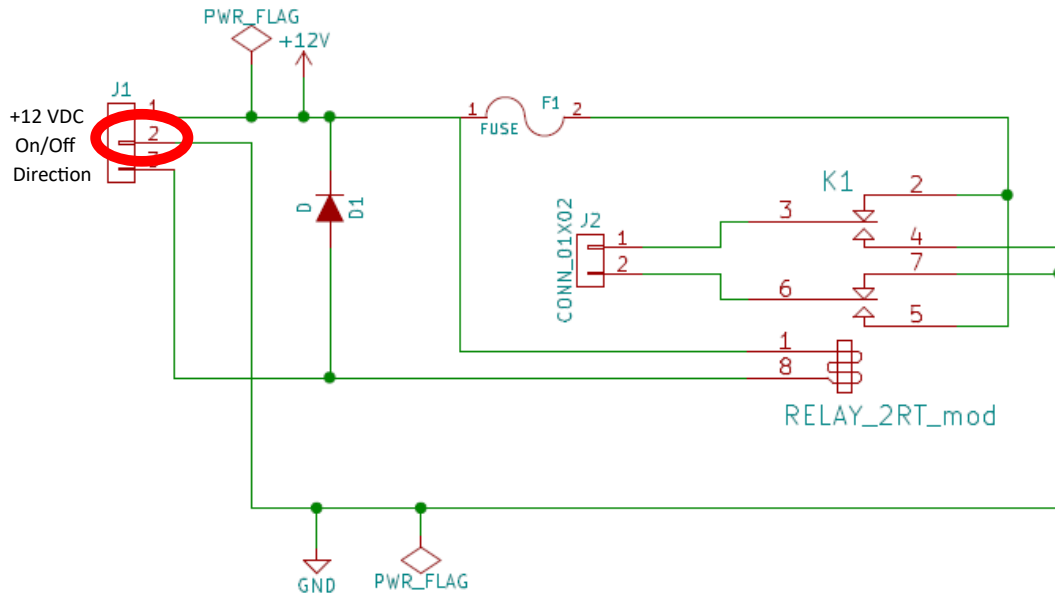 PWR_FLAG
+12V
J1
+12 VDC
On/Off
Direction
1
2
3
1
F1
2
FUSE
D
D1
K1
2
3
4
7
6
5
J2
1
2
CONN_01X02
1
8
RELAY_2RT_mod
GND
PWR_FLAG